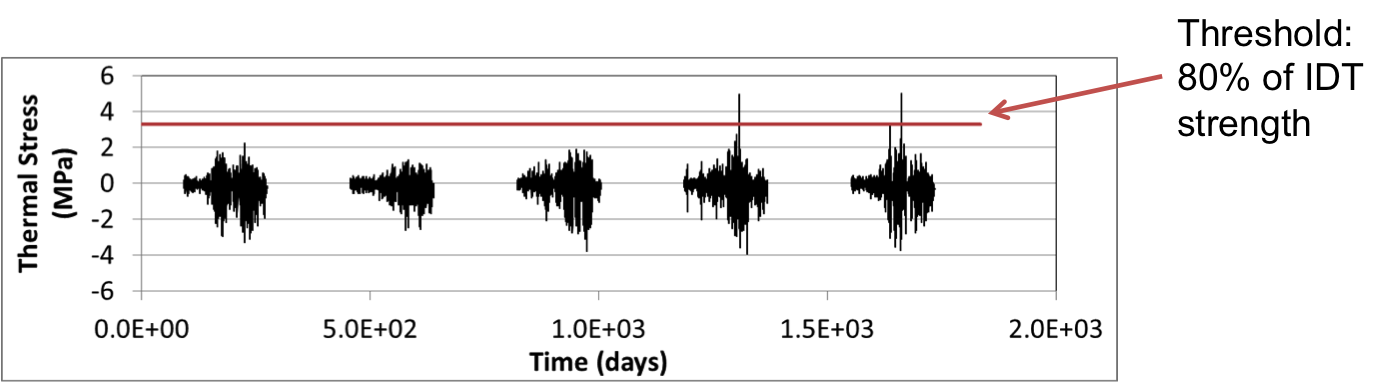 Threshold:
80% of IDT
strength
Thermal Stress
(MPa)
6
4
2
0
-2
-4
-6
0.0E+00 5.0E+02 1.0E+03 1.5E+03 2.0E+03
Time (days)